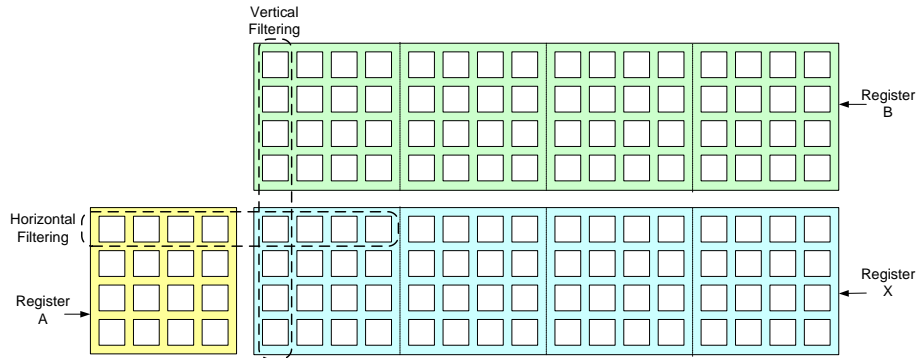 Vertical
Filtering
Register
B
Horizontal
Filtering
Register
A
Register
X